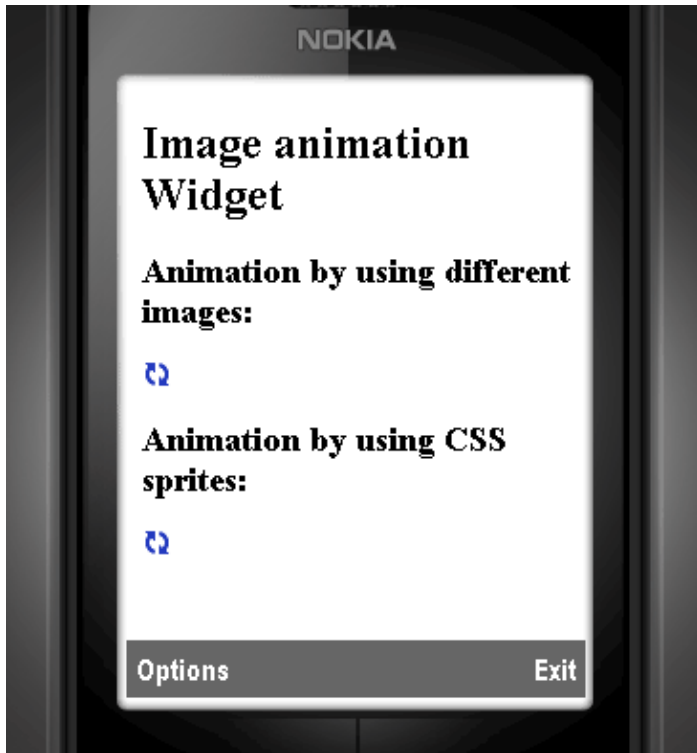 NOKIA
Image animation
Widget
Animation by using different
images:
Animation by using CSS
sprites:
Options
Exit